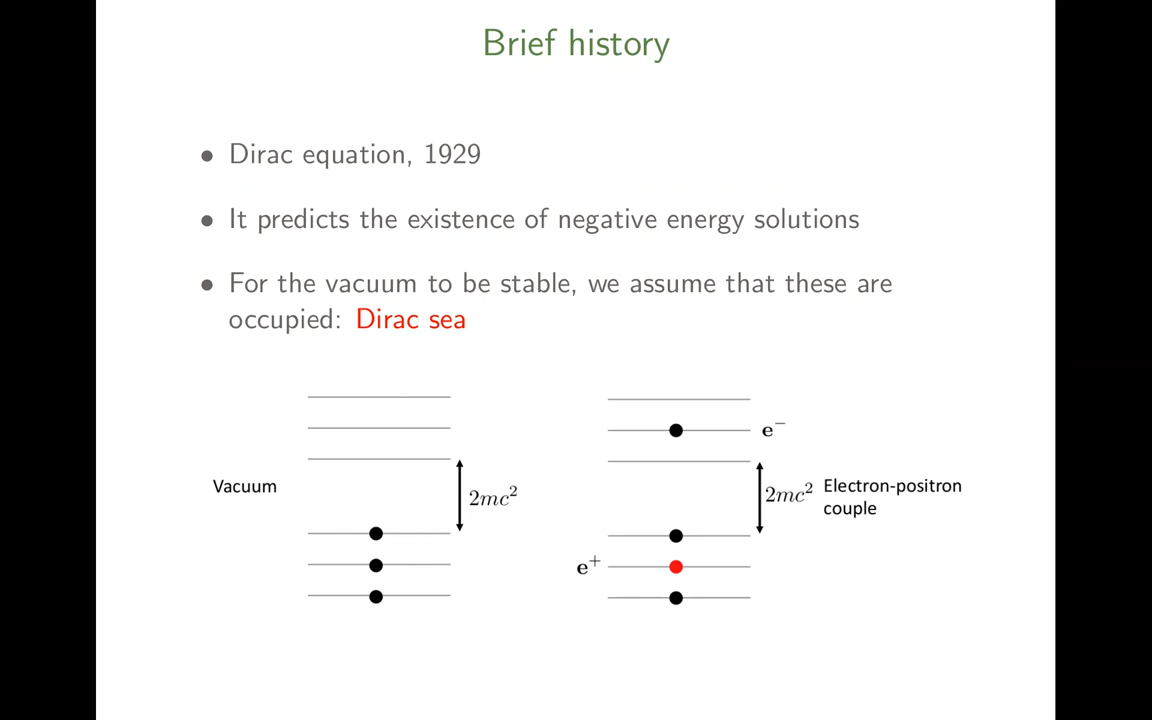 Brief history
• Dirac equation, 1929
• It predicts the existence of negative energy solutions
• For the vacuum to be stable, we assume that these are
occupied: Dirac sea
e⁻
Vacuum
2mc²
2mc²
Electron-positron
couple
e⁺